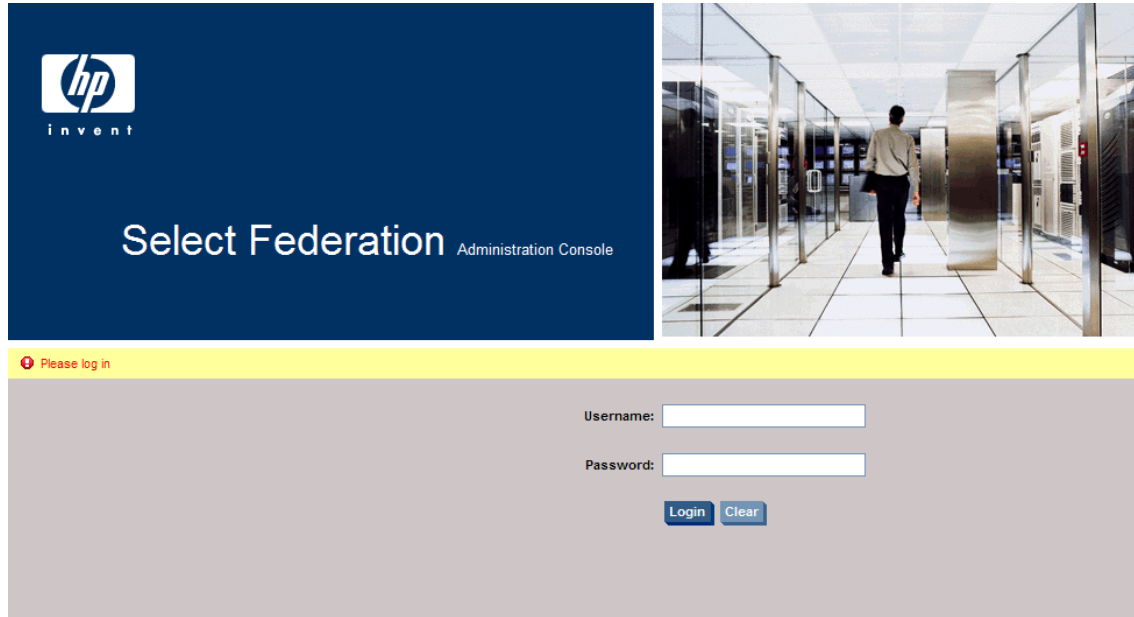 hp
invent
Select Federation Administration Console
Please log in
Username:
Password:
Login Clear